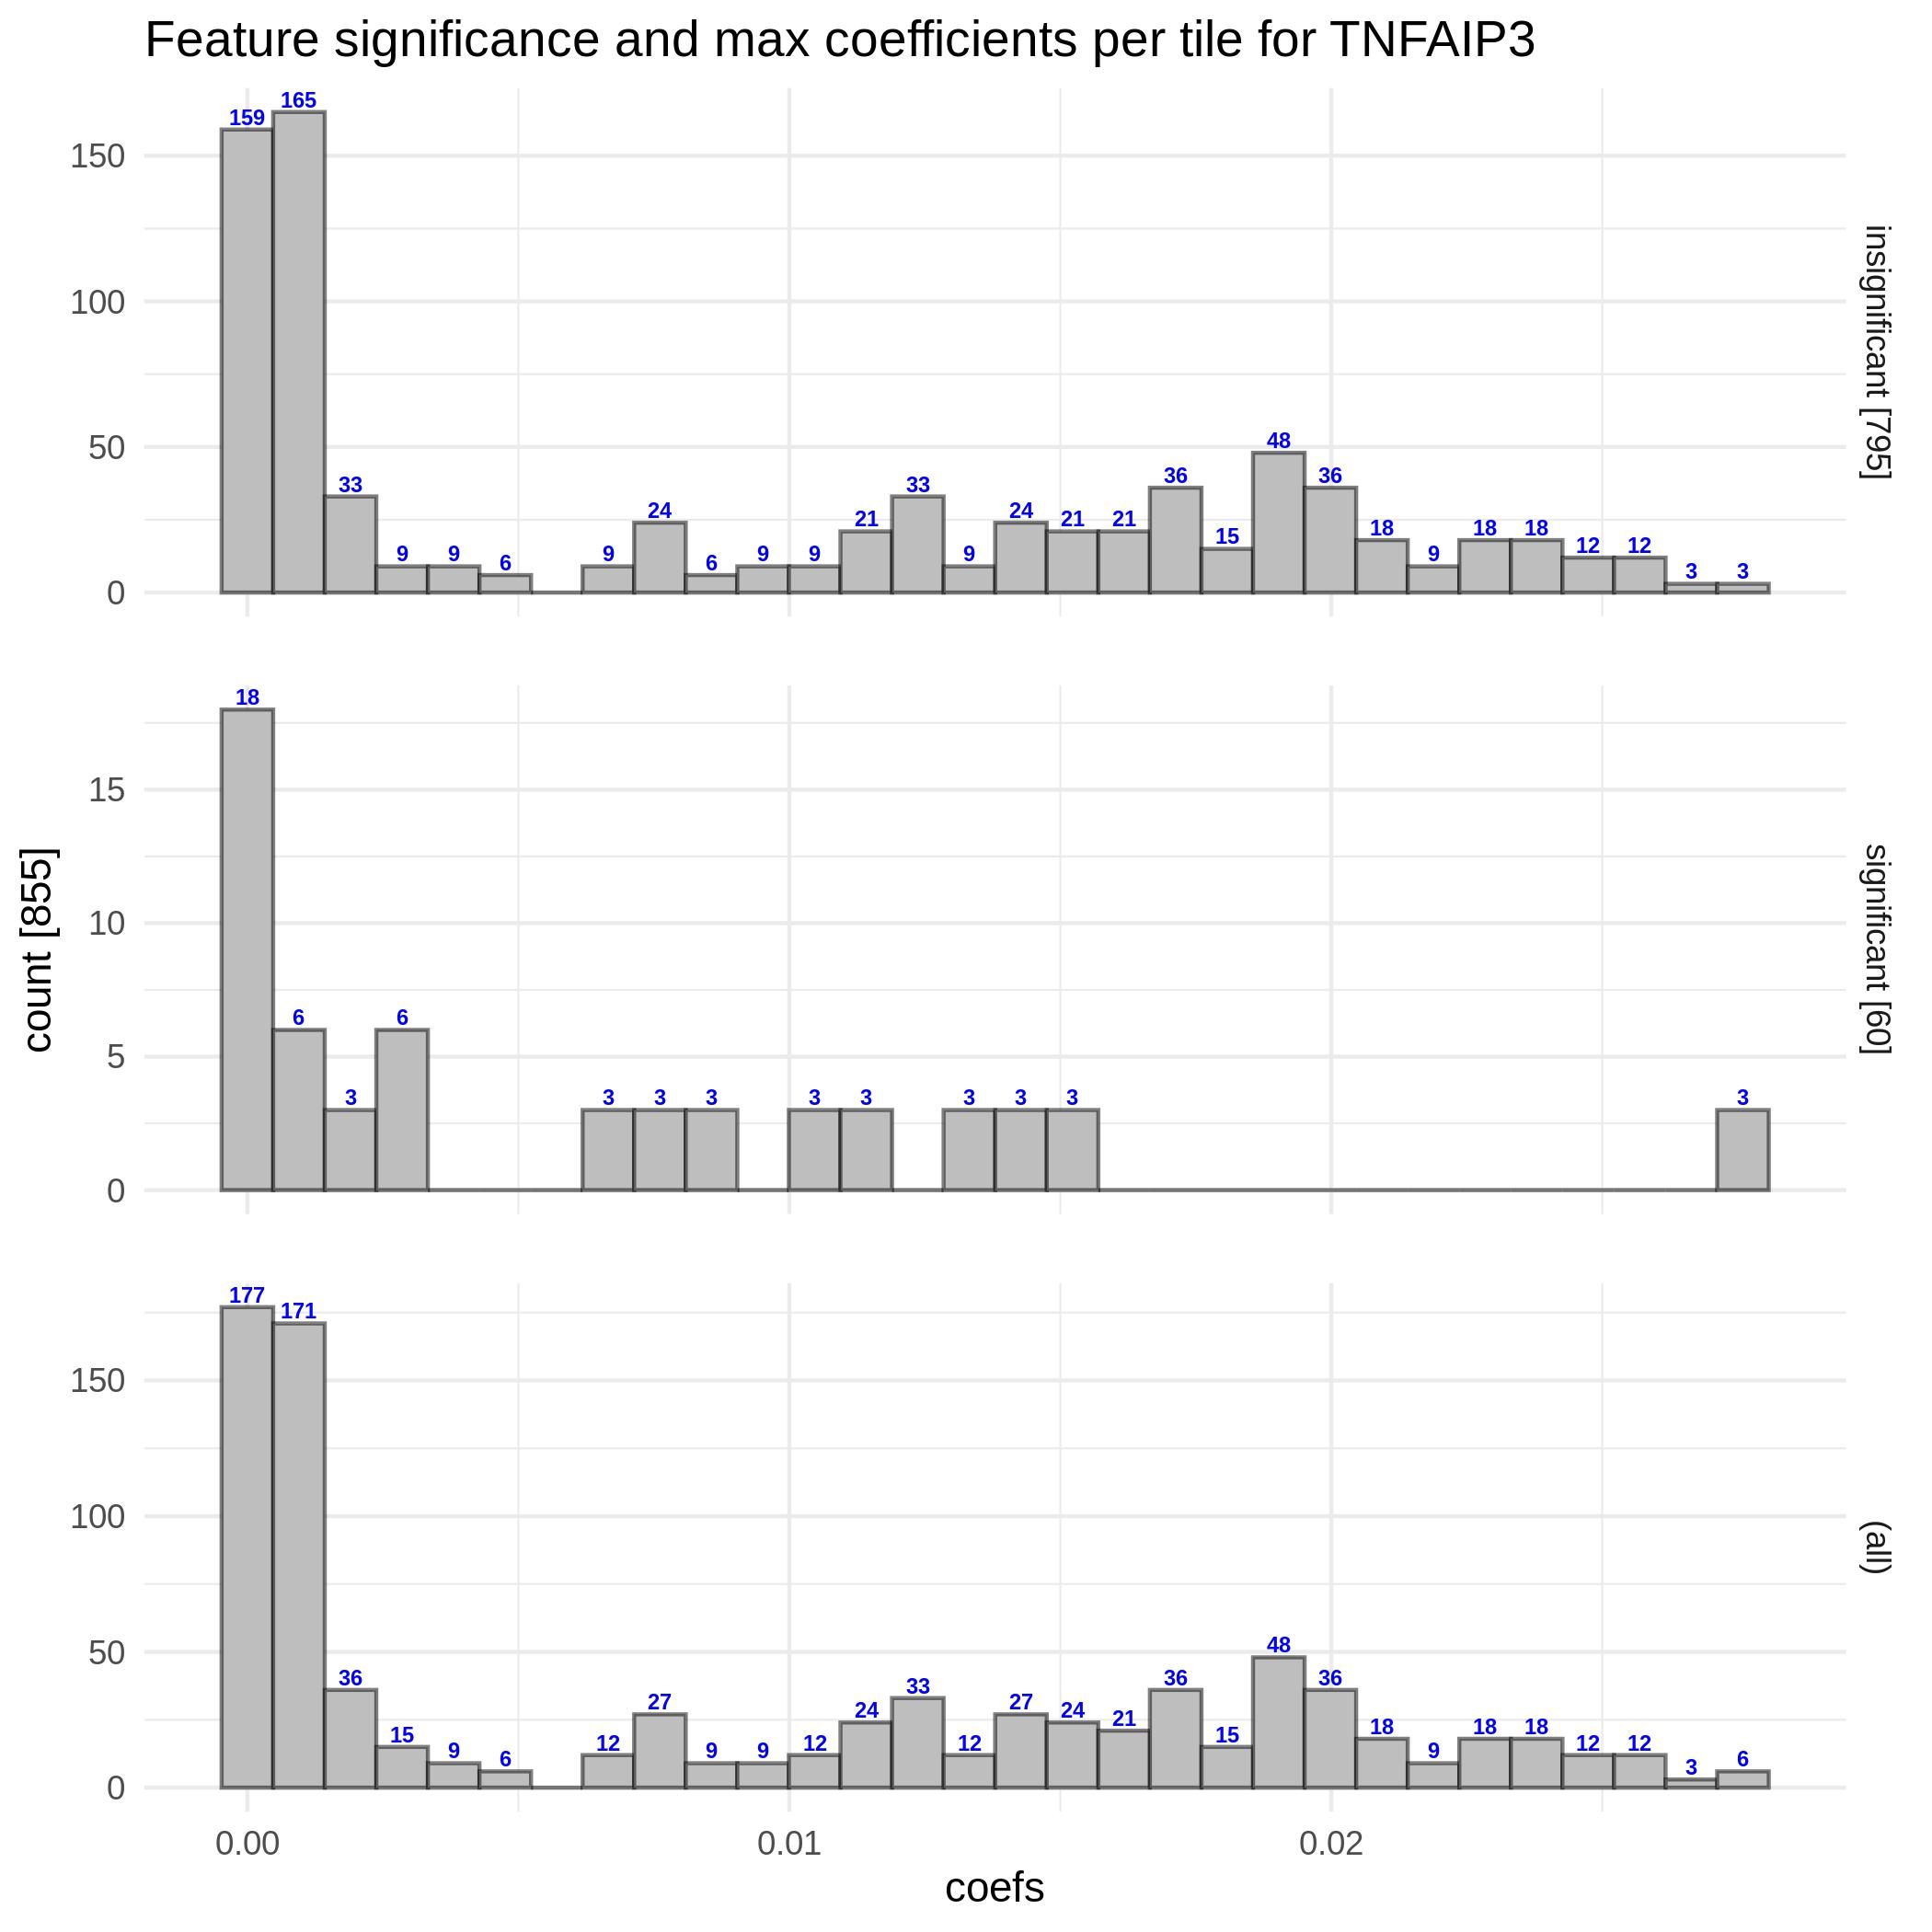 Feature significance and max coefficients per tile for TNFAIP3
count [855]
159 165 33 9 9 6 9 24 6 9 9 21 33 9 24 21 21 36 15 48 36 18 9 18 18 12 12 3 3
150
100
50
0
insignificant [795]
18 6 3 6 3 3 3 3 3 3 3 3 3
15
10
5
0
significant [60]
177 171 36 15 9 6 12 27 9 9 12 24 33 12 27 24 21 36 15 48 36 18 9 18 18 12 12 3 6
150
100
50
0
(all)
0.00 0.01 0.02
coefs